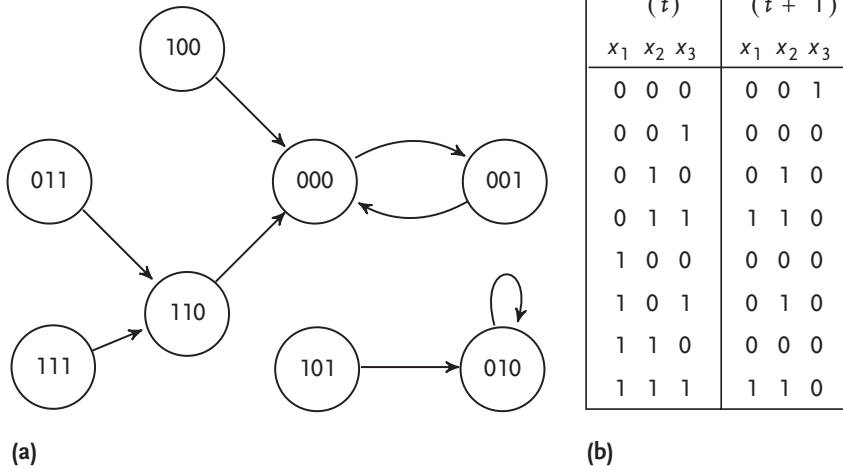 100
011
000
001
110
111
101
010
(a)
(t) (t + 1)
x1 x2 x3 x1 x2 x3
0 0 0 0 0 1
0 0 1 0 0 0
0 1 0 0 1 0
0 1 1 1 1 0
1 0 0 0 0 0
1 0 1 0 1 0
1 1 0 0 0 0
1 1 1 1 1 0
(b)